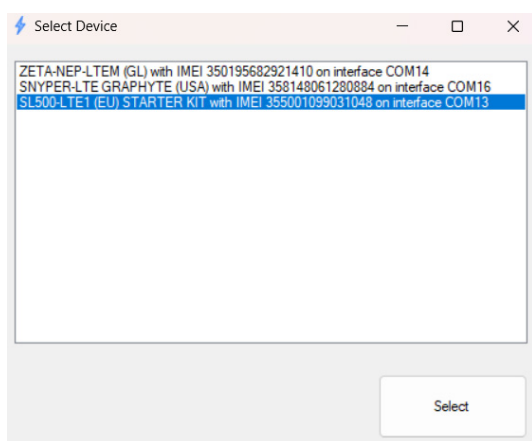 Select Device
ZETA-NEP-LTEM (GL) with IMEI 350195682921410 on interface COM14
SNYPER-LTE GRAPHYTE (USA) with IMEI 358148061280884 on interface COM16
SL500-LTE1 (EU) STARTER KIT with IMEI 355001099031048 on interface COM13
Select